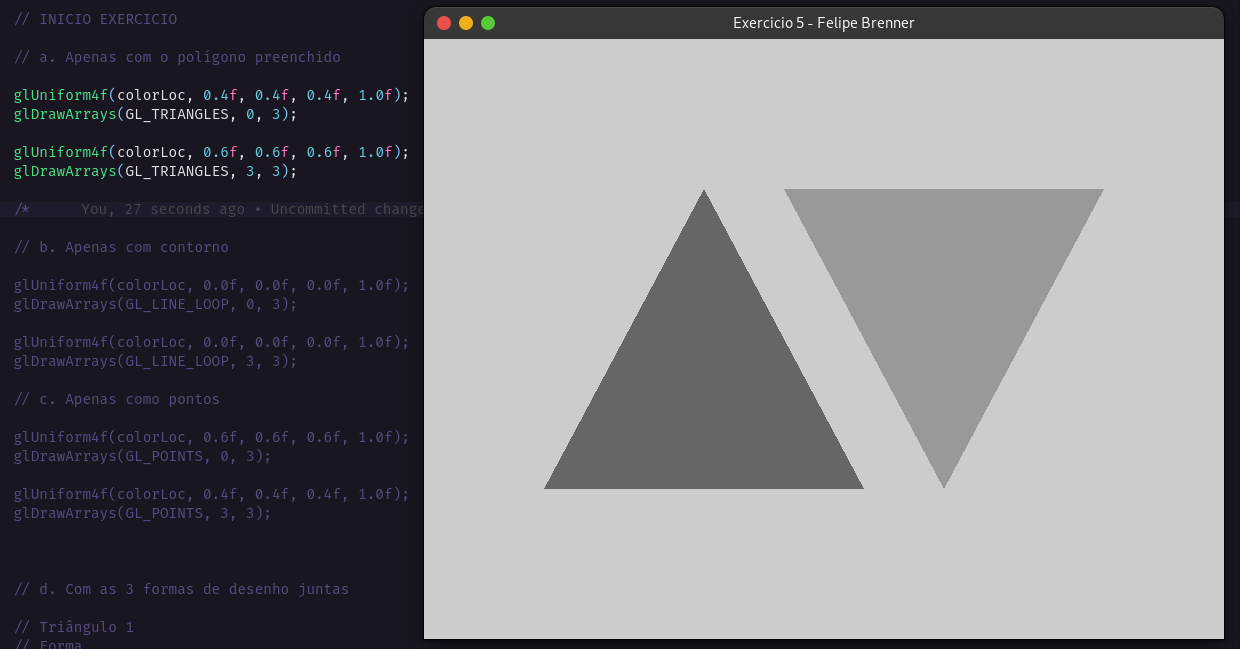 // INICIO EXERCICIO
Exercicio 5 - Felipe Brenner
// a. Apenas com o polígono preenchido
glUniform4f(colorLoc, 0.4f, 0.4f, 0.4f, 1.0f);
glDrawArrays(GL_TRIANGLES, 0, 3);
glUniform4f(colorLoc, 0.6f, 0.6f, 0.6f, 1.0f);
glDrawArrays(GL_TRIANGLES, 3, 3);
/* You, 27 seconds ago • Uncommitted change
// b. Apenas com contorno
glUniform4f(colorLoc, 0.0f, 0.0f, 0.0f, 1.0f);
glDrawArrays(GL_LINE_LOOP, 0, 3);
glUniform4f(colorLoc, 0.0f, 0.0f, 0.0f, 1.0f);
glDrawArrays(GL_LINE_LOOP, 3, 3);
// c. Apenas como pontos
glUniform4f(colorLoc, 0.6f, 0.6f, 0.6f, 1.0f);
glDrawArrays(GL_POINTS, 0, 3);
glUniform4f(colorLoc, 0.4f, 0.4f, 0.4f, 1.0f);
glDrawArrays(GL_POINTS, 3, 3);
// d. Com as 3 formas de desenho juntas
// Triângulo 1
// Forma